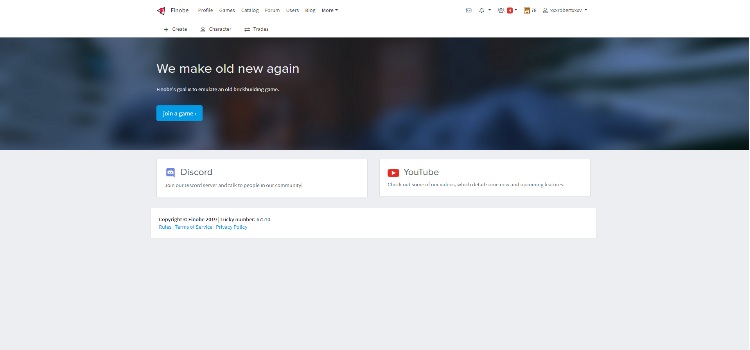 Finobe Profile Games Catalog Forum Users Blog More
Create Character Trades
We make old new again
Finobe's goal is to emulate an old brickbuilding game.
Join a game ›
Discord
Join our Discord server and talk to people in our community.
YouTube
Check out some of our videos, which detail some new and upcoming features.
Copyright © Finobe 2019 | Lucky number:
Rules Terms of Service Privacy Policy